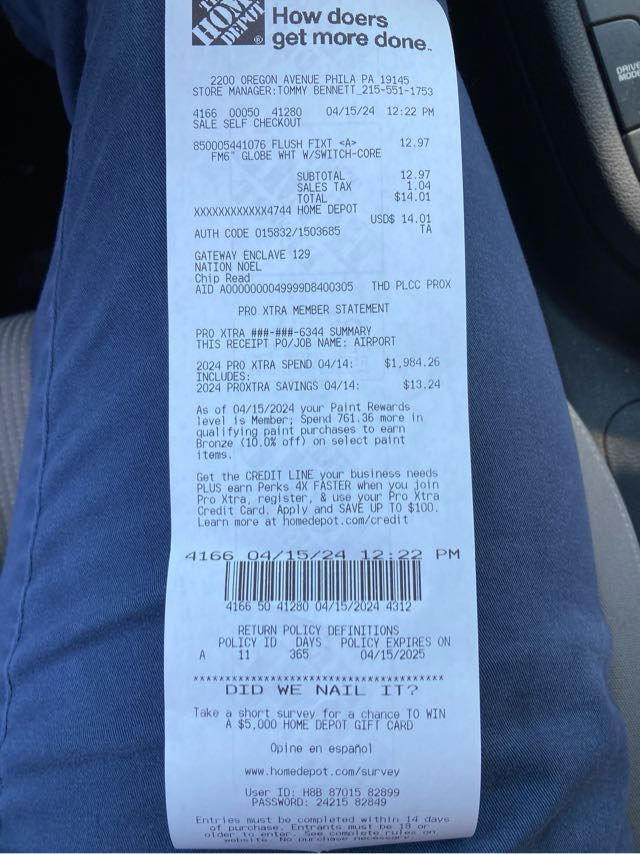 THE HOME DEPOT ®
How doers
get more done™
2200 OREGON AVENUE PHILA PA 19145
STORE MANAGER:TOMMY BENNETT 215-551-1753
4166 00050 41280 04/15/24 12:22 PM
SALE SELF CHECKOUT
850005441076 FLUSH FIXT <A> 12.97
FM6" GLOBE WHT W/SWITCH-CORE
SUBTOTAL 12.97
SALES TAX 1.04
TOTAL $14.01
XXXXXXXXXXXX4744 HOME DEPOT
USD$ 14.01
AUTH CODE 015832/1503685 TA
GATEWAY ENCLAVE 129
NATION NOEL
Chip Read
AID A0000000049999D8400305 THD PLCC PROX
PRO XTRA MEMBER STATEMENT
PRO XTRA ###-###-6344 SUMMARY
THIS RECEIPT PO/JOB NAME: AIRPORT
2024 PRO XTRA SPEND 04/14: $1,984.26
INCLUDES:
2024 PROXTRA SAVINGS 04/14: $13.24
As of 04/15/2024 your Paint Rewards
level is Member; Spend 761.36 more in
qualifying paint purchases to earn
Bronze (10.0% off) on select paint
items.
Get the CREDIT LINE your business needs
PLUS earn Perks 4X FASTER when you join
Pro Xtra, register, & use your Pro Xtra
Credit Card. Apply and SAVE UP TO $100.
Learn more at homedepot.com/credit
4166 04/15/24 12:22 PM
4166 50 41280 04/15/2024 4312
RETURN POLICY DEFINITIONS
POLICY ID DAYS POLICY EXPIRES ON
A 11 365 04/15/2025
DID WE NAIL IT?
Take a short survey for a chance TO WIN
A $5,000 HOME DEPOT GIFT CARD
Opine en español
www.homedepot.com/survey
User ID: H8B 87015 82899
PASSWORD: 24215 82849
Entries must be completed within 14 days
of purchase. Entrants must be 18 or
older to enter. See complete rules on
website. No purchase necessary.
DRIVE
MODE